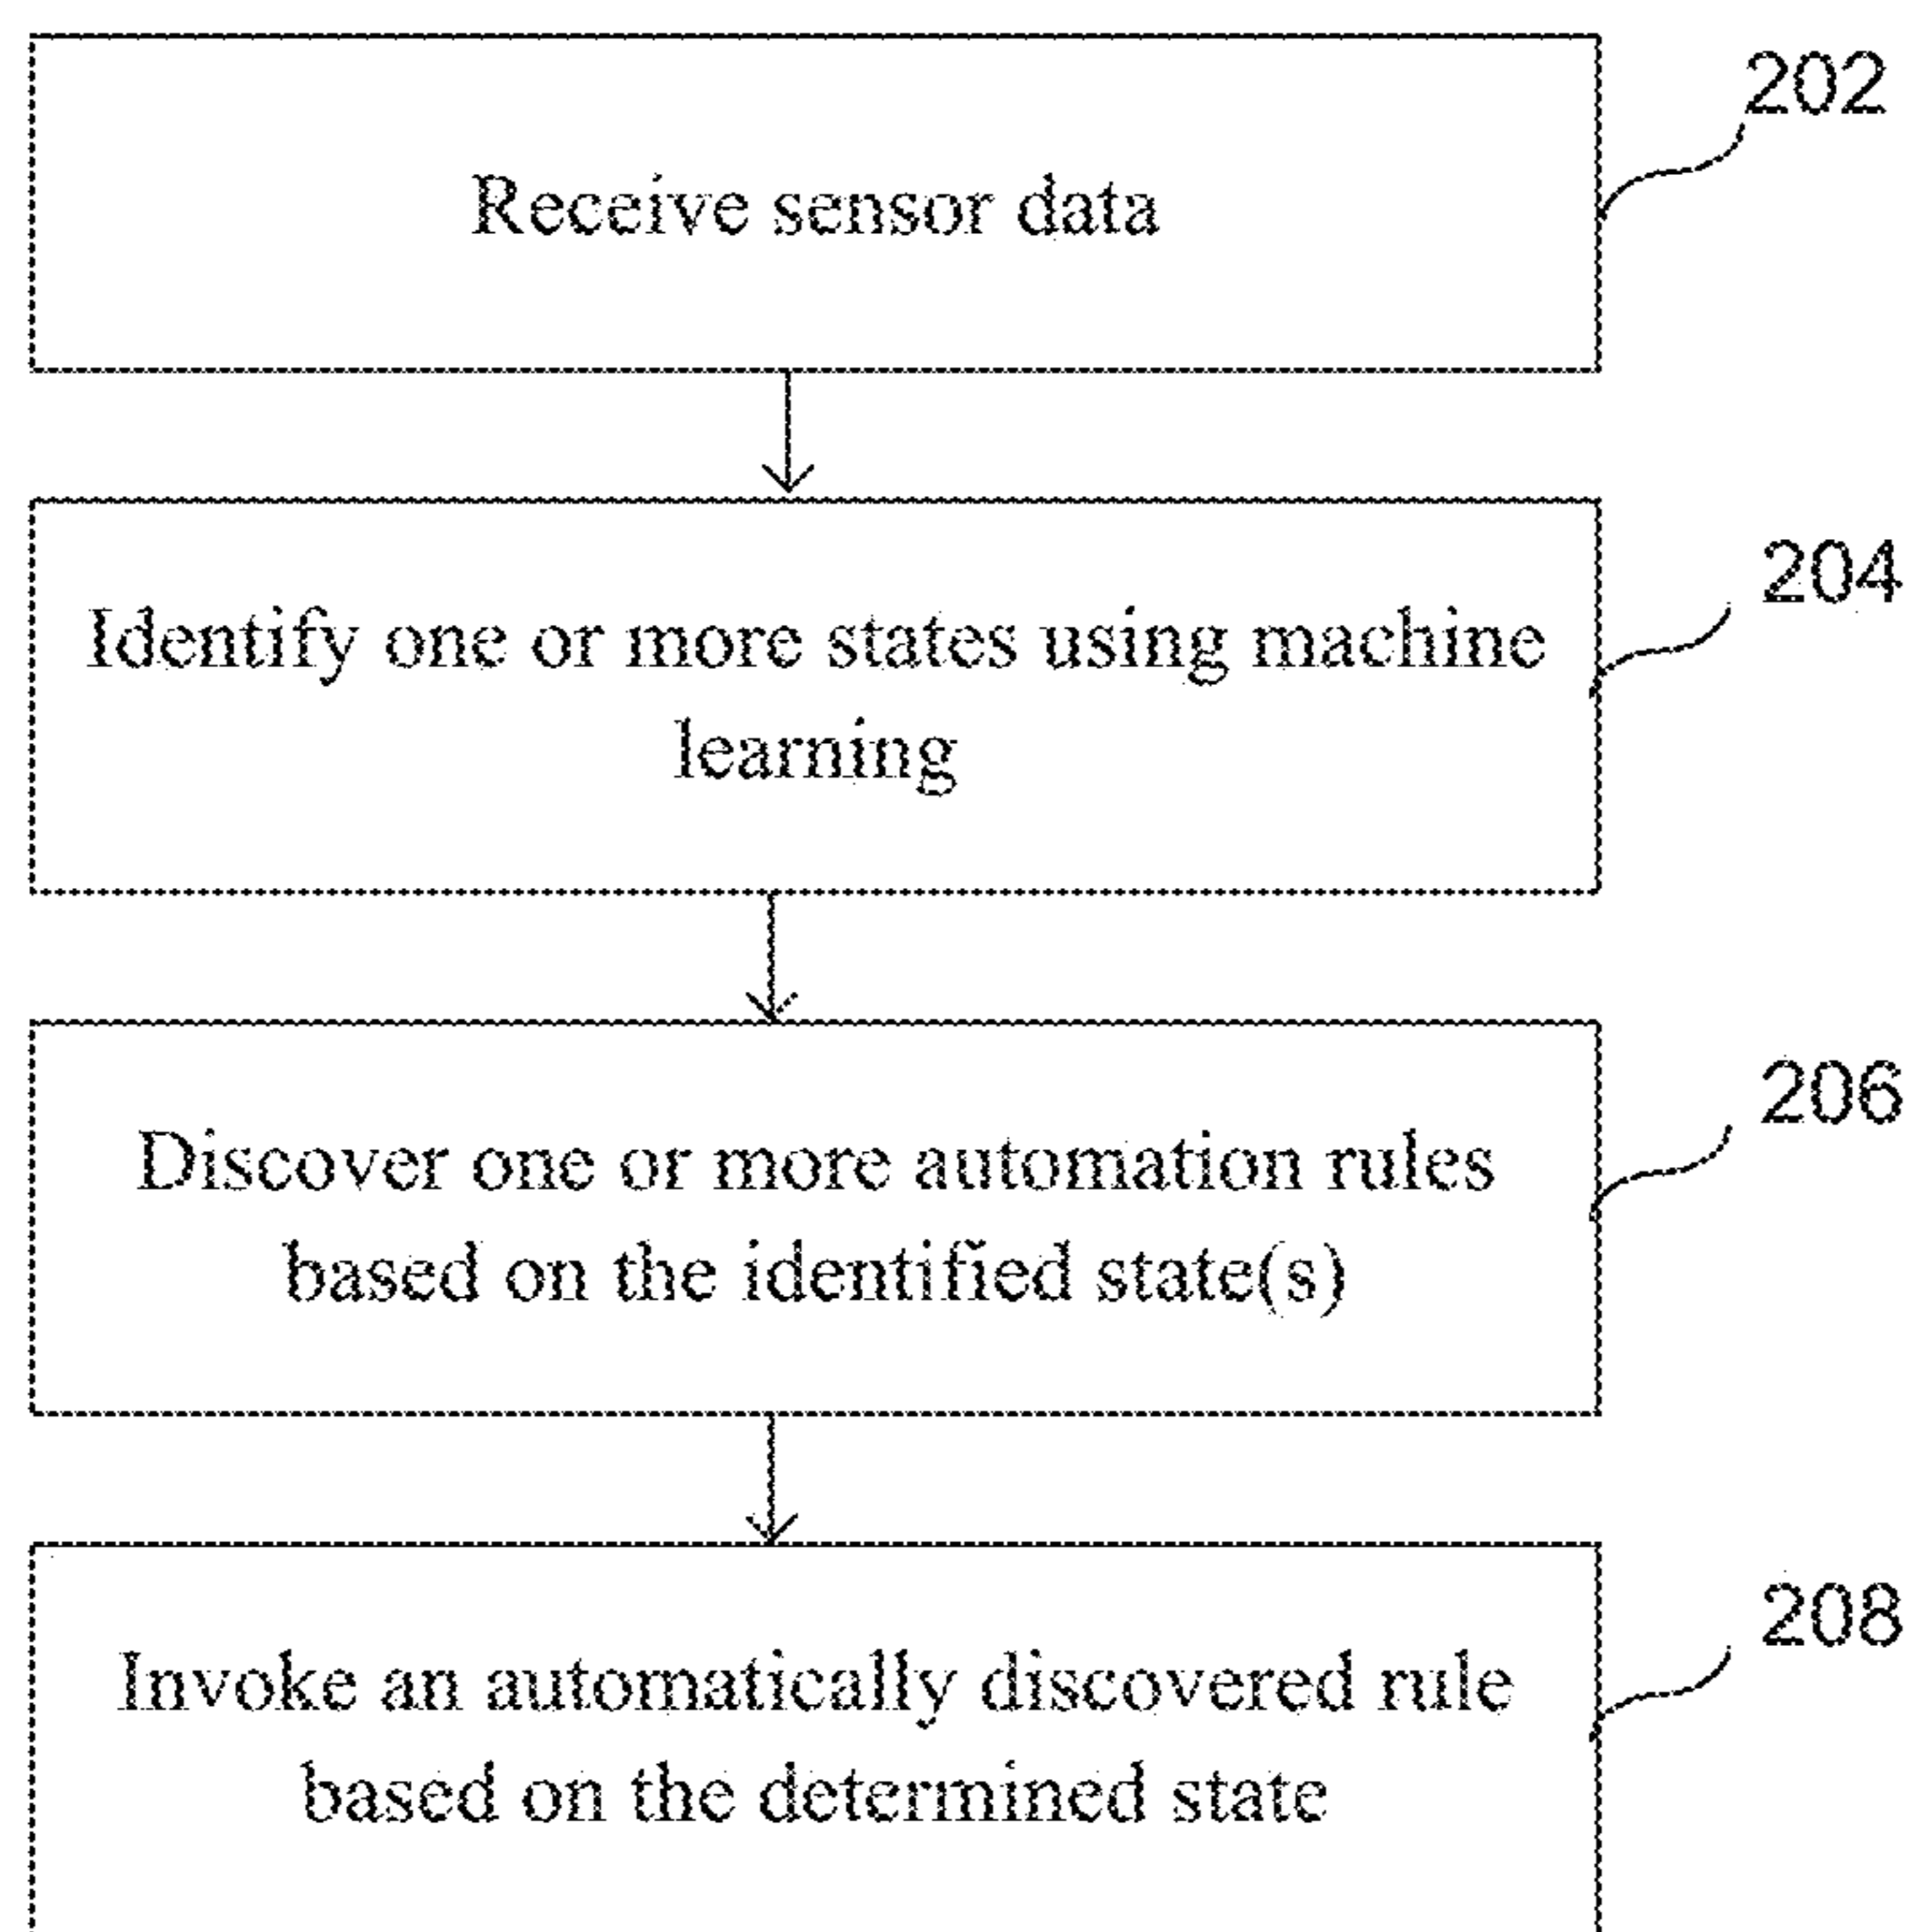 202
Receive sensor data
204
Identify one or more states using machine
learning
206
Discover one or more automation rules
based on the identified state(s)
208
Invoke an automatically discovered rule
based on the determined state